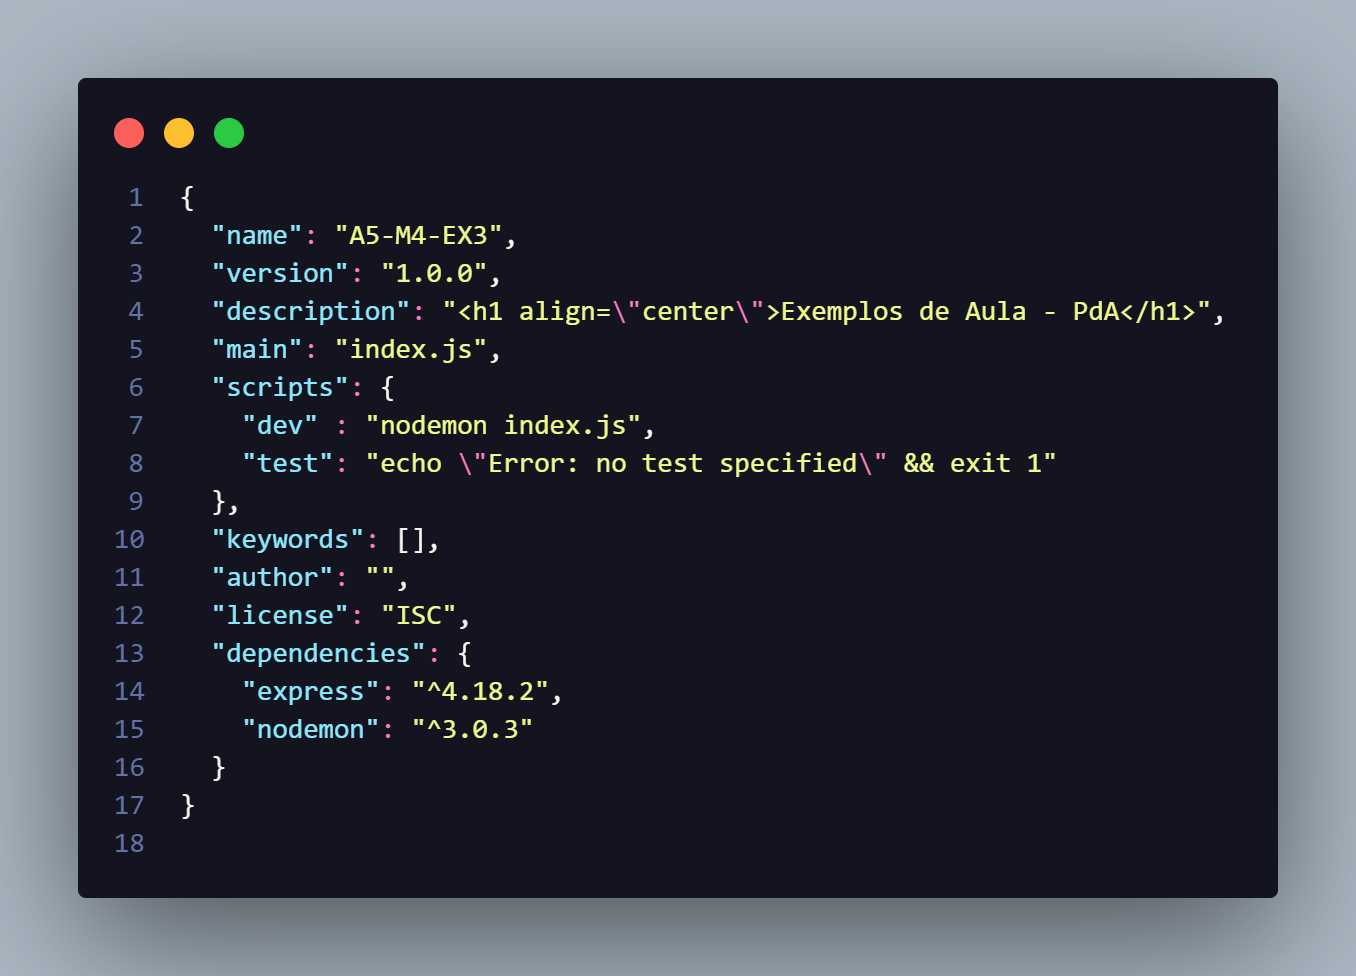 1 {
2   "name": "A5-M4-EX3",
3   "version": "1.0.0",
4   "description": "<h1 align=\"center\">Exemplos de Aula - PdA</h1>",
5   "main": "index.js",
6   "scripts": {
7     "dev" : "nodemon index.js",
8     "test": "echo \"Error: no test specified\" && exit 1"
9   },
10   "keywords": [],
11   "author": "",
12   "license": "ISC",
13   "dependencies": {
14     "express": "^4.18.2",
15     "nodemon": "^3.0.3"
16   }
17 }
18